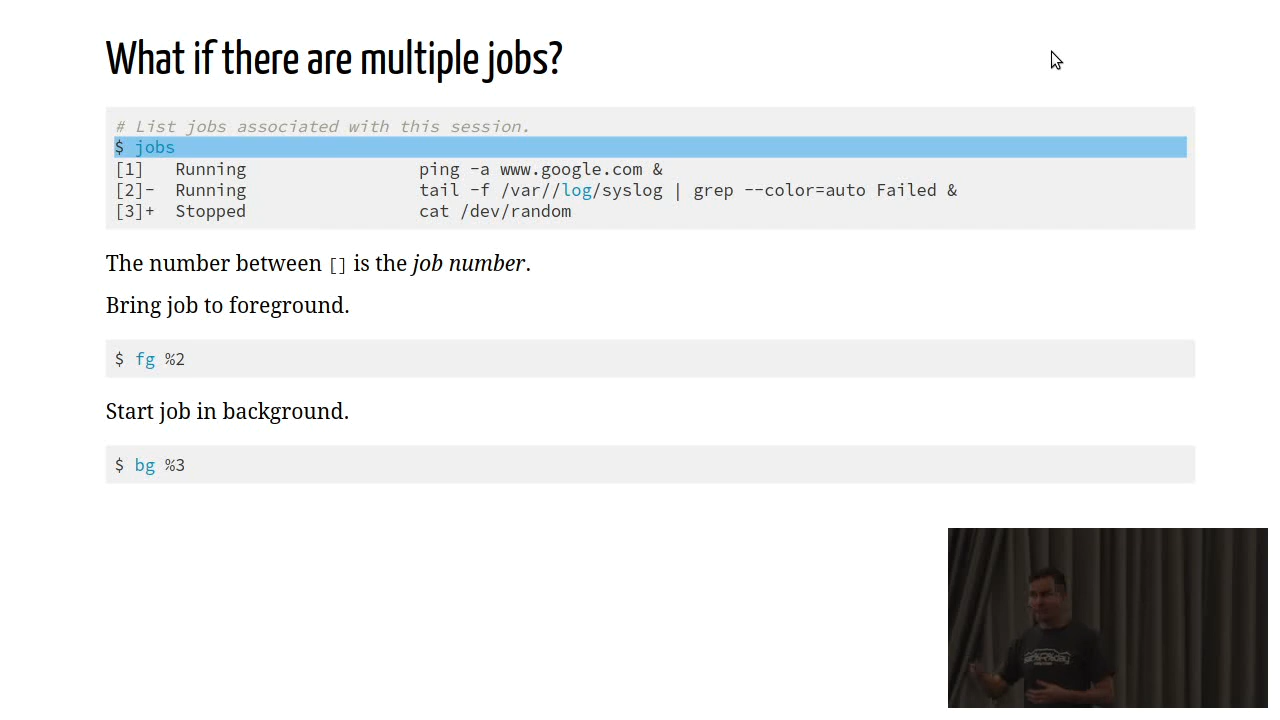 What if there are multiple jobs?
# List jobs associated with this session.
$ jobs
[1]   Running                 ping -a www.google.com &
[2]-  Running                 tail -f /var//log/syslog | grep --color=auto Failed &
[3]+  Stopped                 cat /dev/random
The number between [] is the job number.
Bring job to foreground.
$ fg %2
Start job in background.
$ bg %3